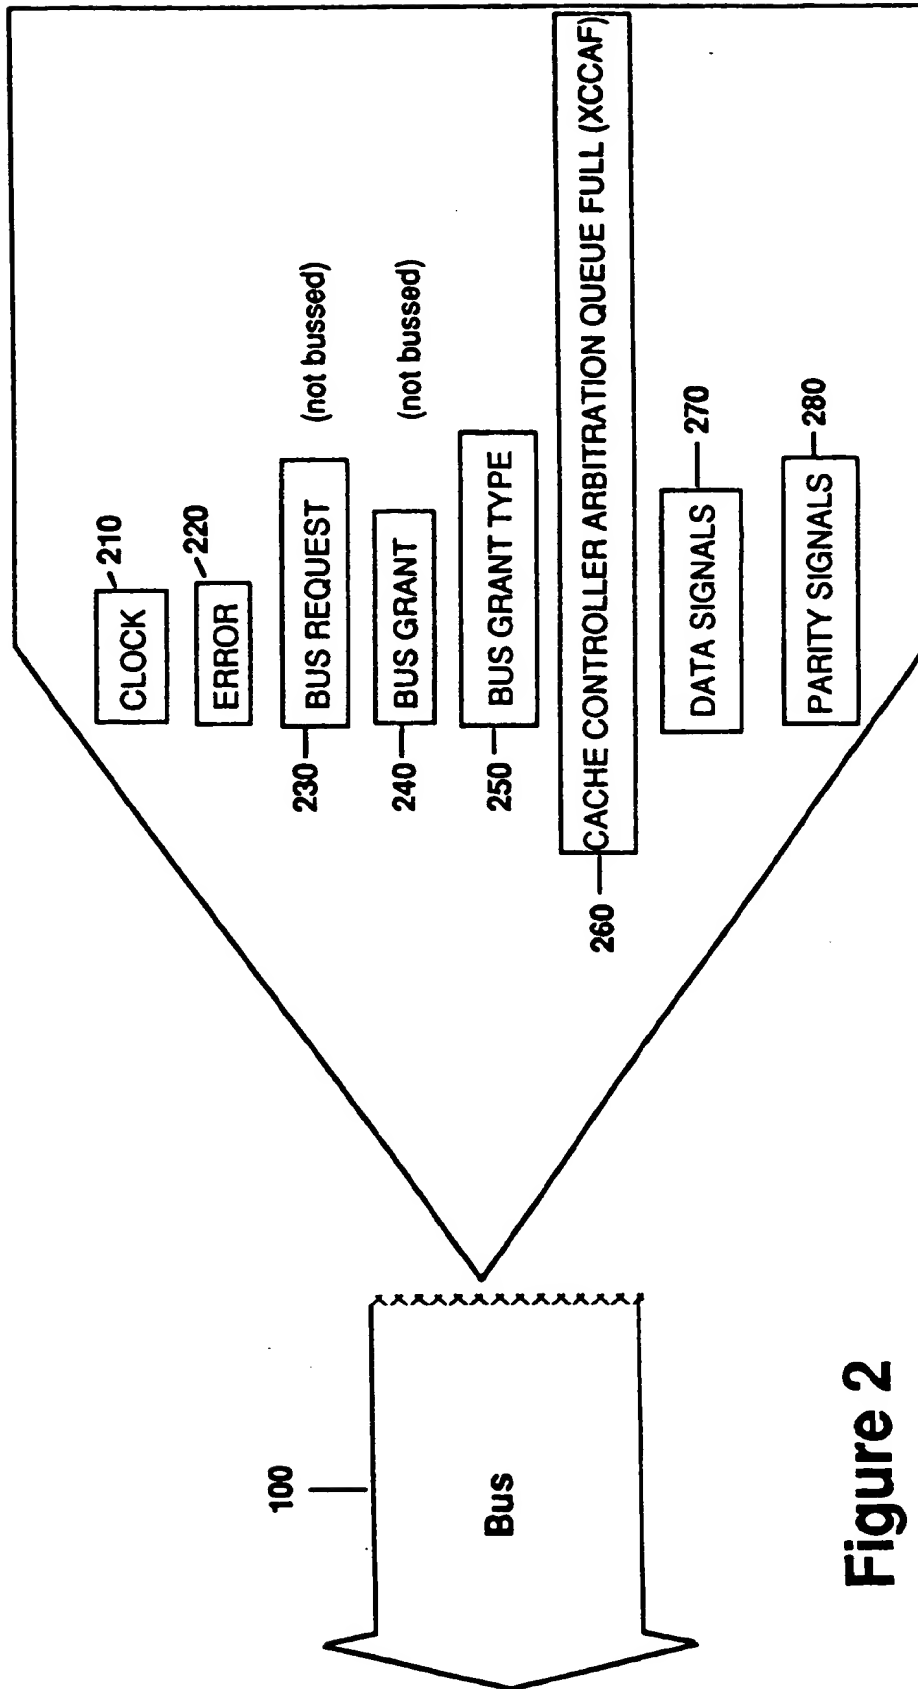 100
Bus
CLOCK
210
ERROR
220
230
BUS REQUEST
(not bussed)
240
BUS GRANT
(not bussed)
250
BUS GRANT TYPE
260
CACHE CONTROLLER ARBITRATION QUEUE FULL (XCCAF)
DATA SIGNALS
270
PARITY SIGNALS
280
Figure 2